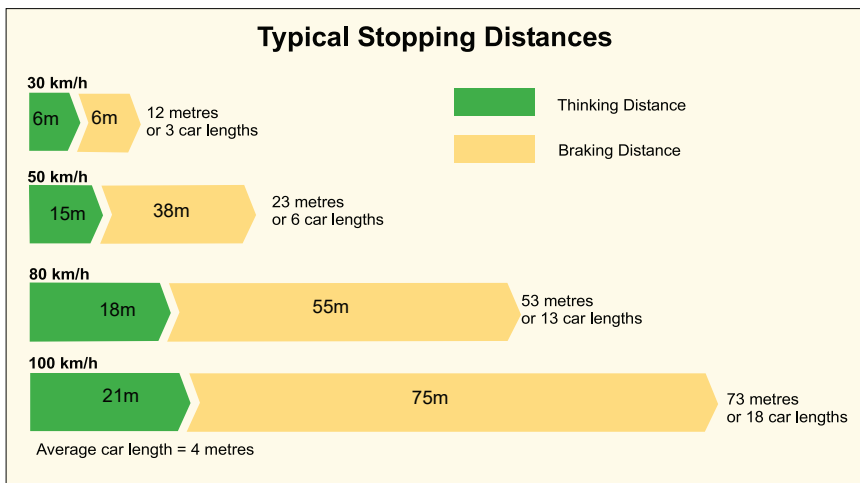 Typical Stopping Distances
30 km/h
6m
6m
12 metres
or 3 car lengths
Thinking Distance
Braking Distance
50 km/h
15m
38m
23 metres
or 6 car lengths
80 km/h
18m
55m
53 metres
or 13 car lengths
100 km/h
21m
75m
73 metres
or 18 car lengths
Average car length = 4 metres